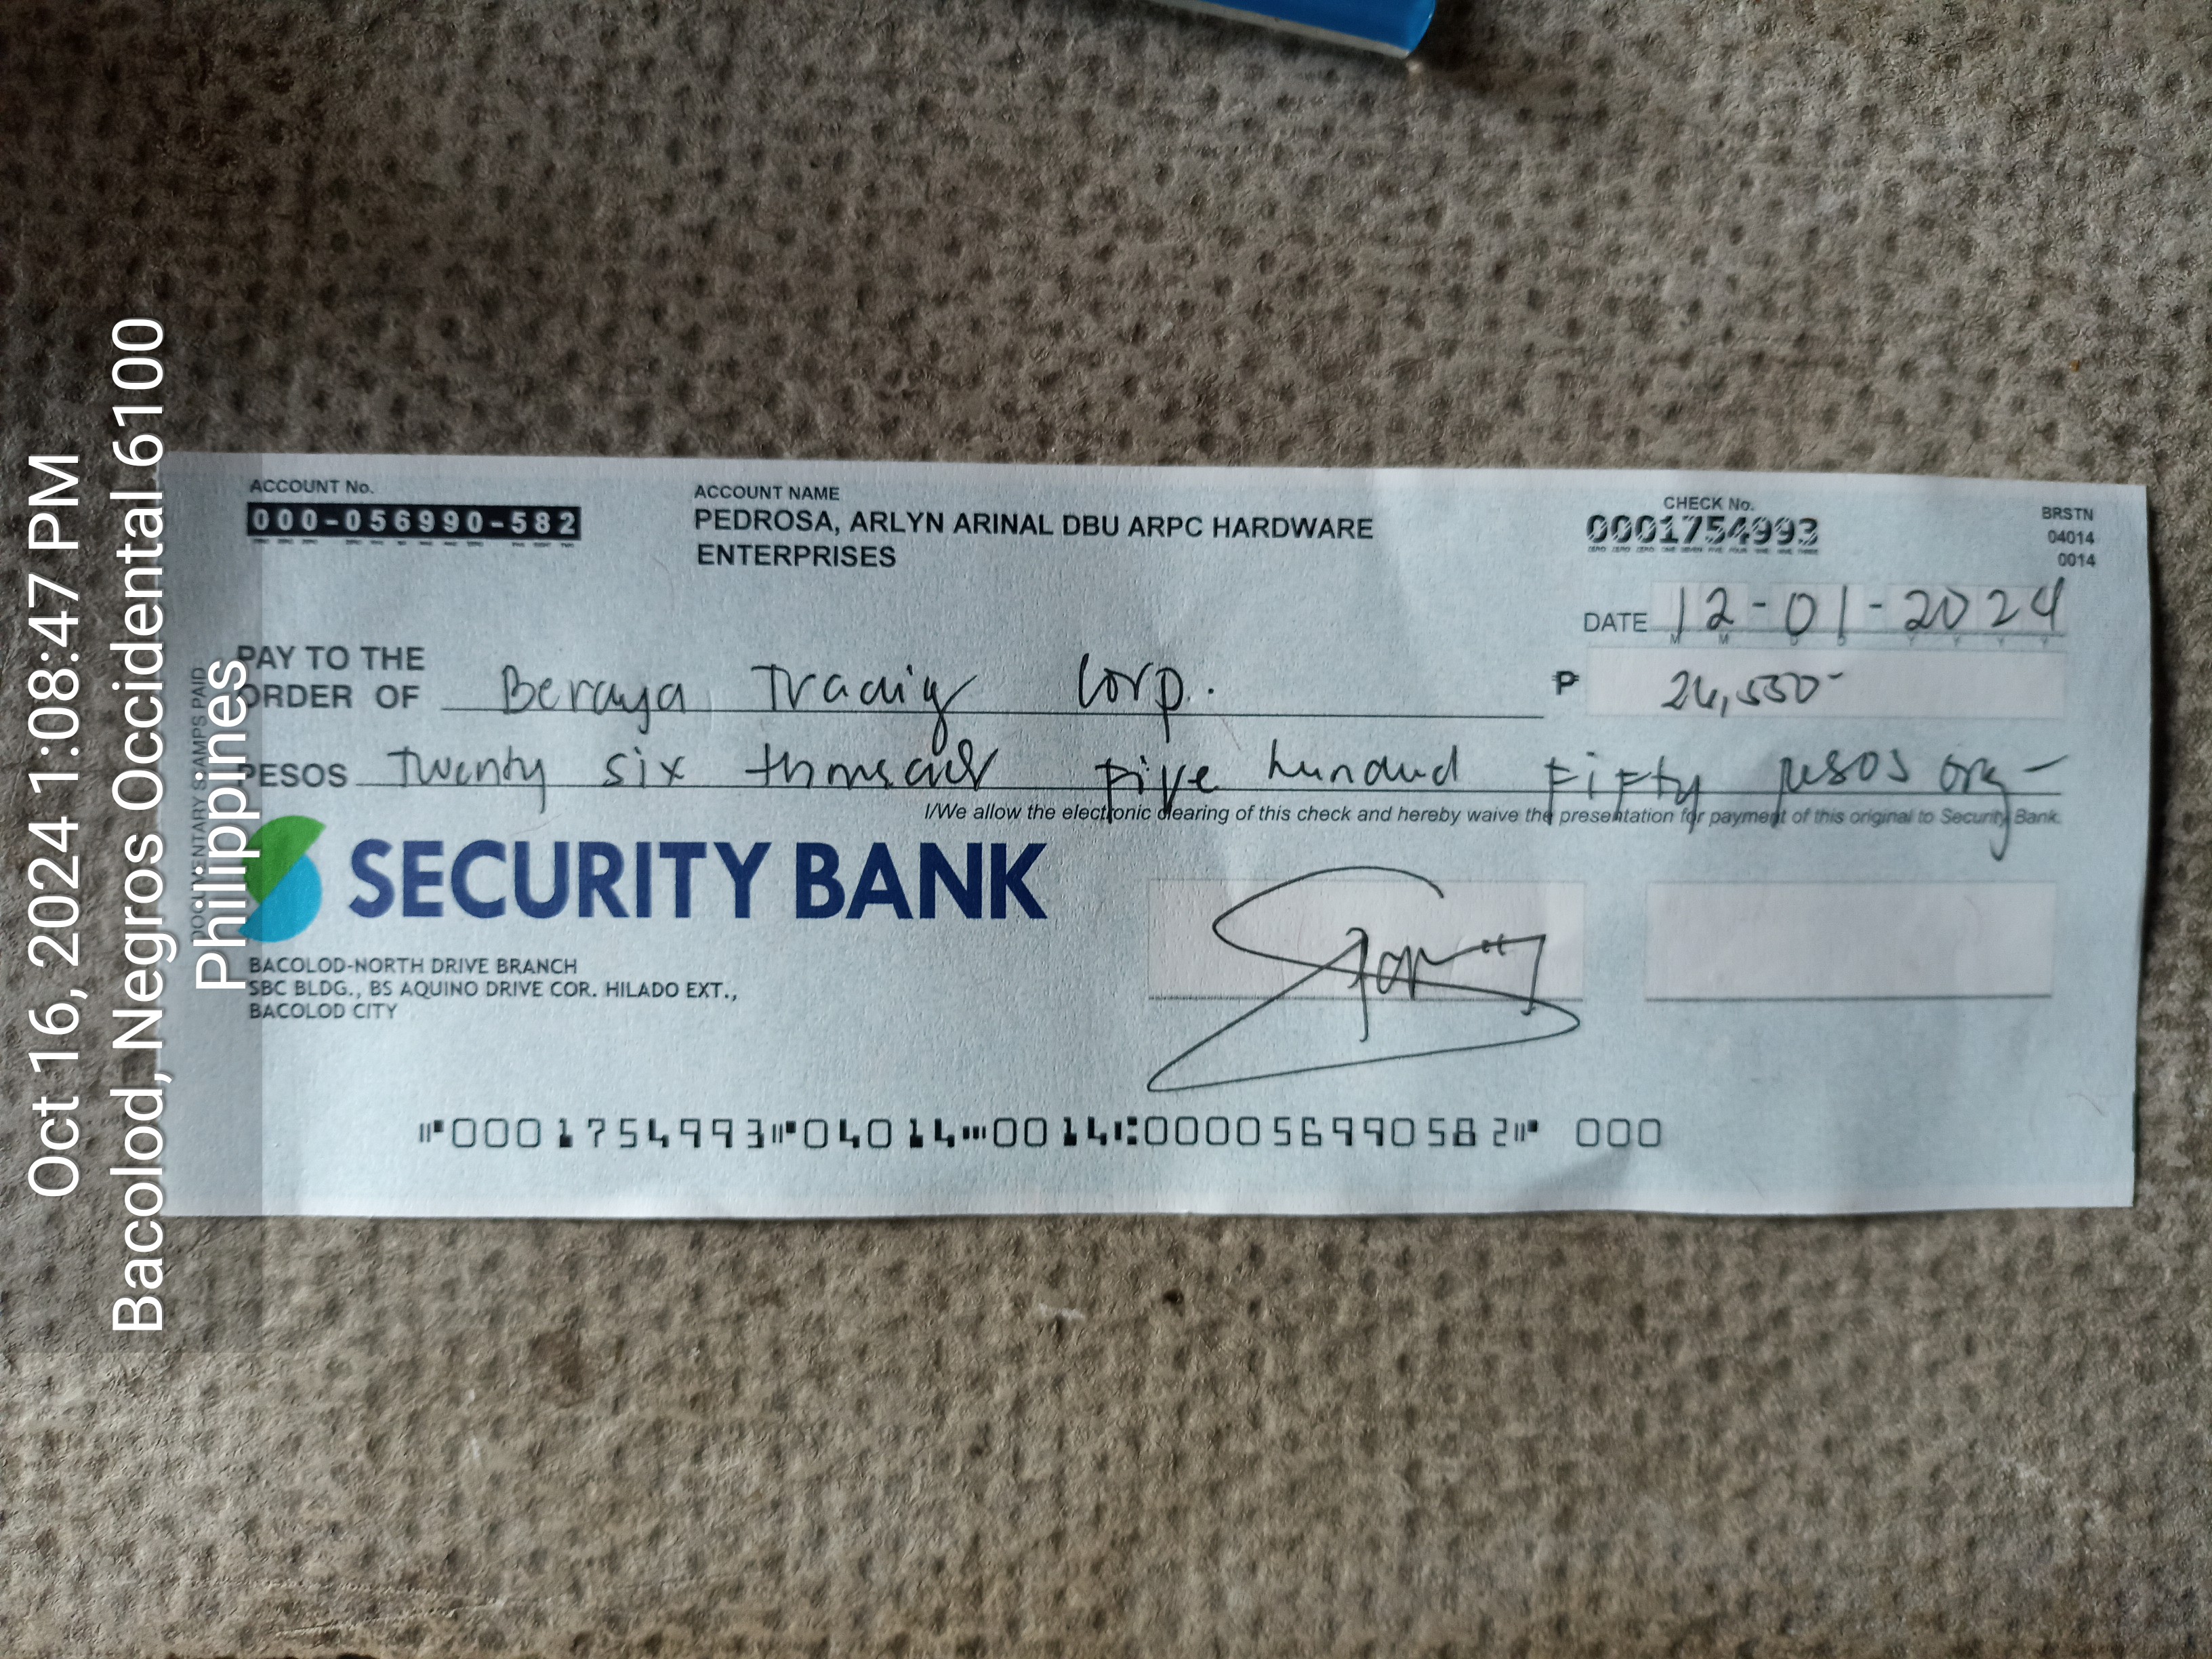 ACCOUNT No.
000-056990-582
ACCOUNT NAME
PEDROSA, ARLYN ARINAL DBU ARPC HARDWARE
ENTERPRISES
CHECK No.
0001754993
BRSTN
04014
0014
DATE 12-01-2024
M M D D Y Y Y Y
PAY TO THE
ORDER OF Beraya Tradig Corp.
₱ 26,550-
PESOS Twenty six thousand five hundred fifty pesos only-
I/We allow the electronic clearing of this check and hereby waive the presentation for payment of this original to Security Bank.
DOCUMENTARY STAMPS PAID
SECURITY BANK
BACOLOD-NORTH DRIVE BRANCH
SBC BLDG., BS AQUINO DRIVE COR. HILADO EXT.,
BACOLOD CITY
⑈0001754993⑈04014⑉0014⑆000056990582⑈ 000
Oct 16, 2024 1:08:47 PM
Bacolod, Negros Occidental 6100
Philippines